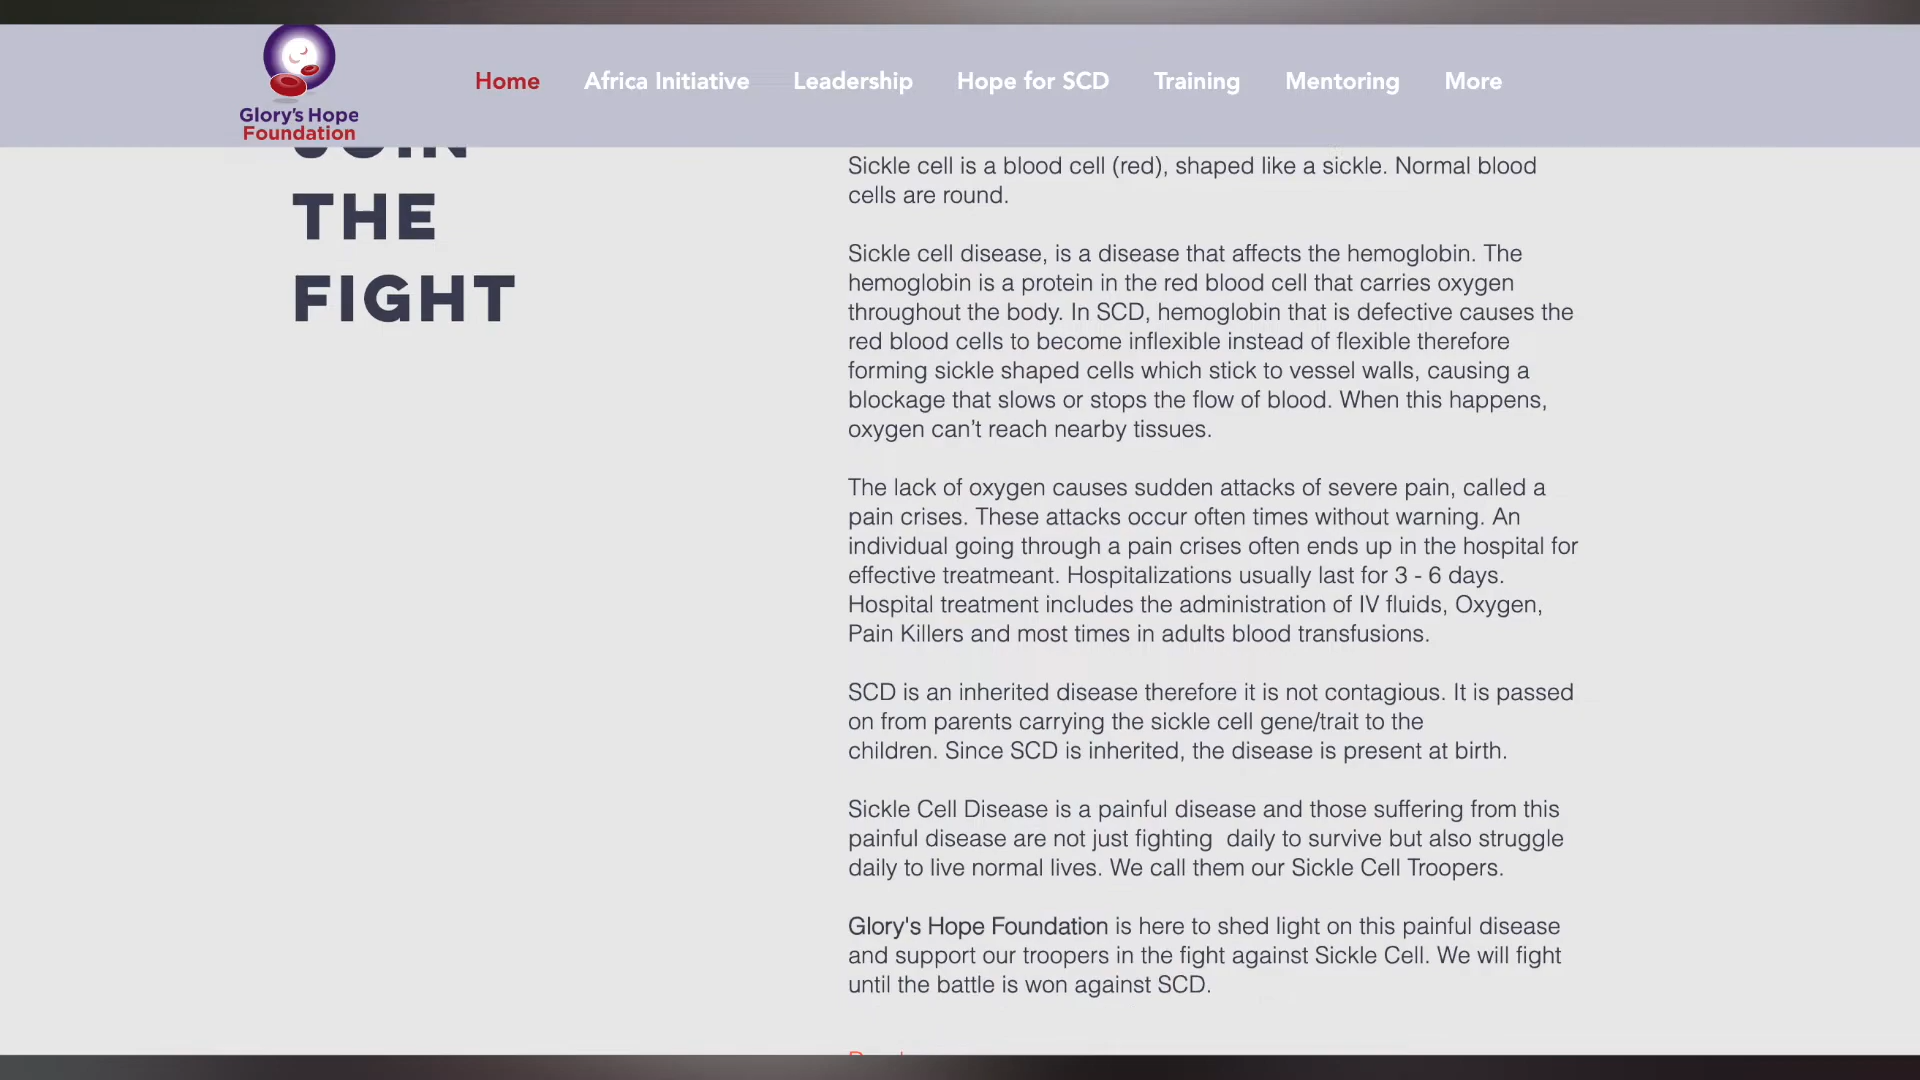 Glory's Hope
Foundation
Home
Africa Initiative
Leadership
Hope for SCD
Training
Mentoring
More
JOIN
THE
FIGHT
Sickle cell is a blood cell (red), shaped like a sickle. Normal blood
cells are round.
Sickle cell disease, is a disease that affects the hemoglobin. The
hemoglobin is a protein in the red blood cell that carries oxygen
throughout the body. In SCD, hemoglobin that is defective causes the
red blood cells to become inflexible instead of flexible therefore
forming sickle shaped cells which stick to vessel walls, causing a
blockage that slows or stops the flow of blood. When this happens,
oxygen can't reach nearby tissues.
The lack of oxygen causes sudden attacks of severe pain, called a
pain crises. These attacks occur often times without warning. An
individual going through a pain crises often ends up in the hospital for
effective treatmeant. Hospitalizations usually last for 3 - 6 days.
Hospital treatment includes the administration of IV fluids, Oxygen,
Pain Killers and most times in adults blood transfusions.
SCD is an inherited disease therefore it is not contagious. It is passed
on from parents carrying the sickle cell gene/trait to the
children. Since SCD is inherited, the disease is present at birth.
Sickle Cell Disease is a painful disease and those suffering from this
painful disease are not just fighting  daily to survive but also struggle
daily to live normal lives. We call them our Sickle Cell Troopers.
Glory's Hope Foundation is here to shed light on this painful disease
and support our troopers in the fight against Sickle Cell. We will fight
until the battle is won against SCD.